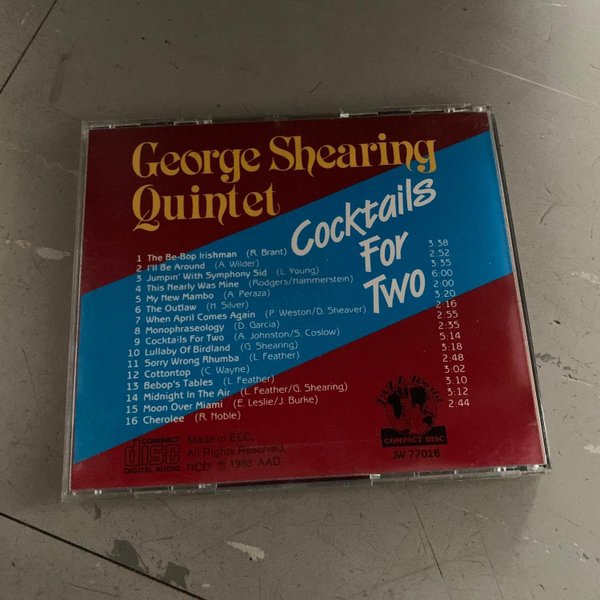 George Shearing
Quintet
Cocktails
For
Two
1 The Be-Bop Irishman (R. Brant) 3:38
2 I'll Be Around (A. Wilder) 2:52
3 Jumpin' With Symphony Sid (L. Young) 3:35
4 This Nearly Was Mine (Rodgers/Hammerstein) 6:00
5 My New Mambo (A. Peraza) 2:00
6 The Outlaw (H. Silver) 3:20
7 When April Comes Again (P. Weston/D. Sheaver) 2:16
8 Monophraseology (D. Garcia) 2:55
9 Cocktails For Two (A. Johnston/S. Coslow) 2:35
10 Lullaby Of Birdland (G. Shearing) 5:14
11 Sorry Wrong Rhumba (L. Feather) 3:18
12 Cottontop (C. Wayne) 2:48
13 Bebop's Tables (L. Feather) 3:02
14 Midnight In The Air (L. Feather/G. Shearing) 3:10
15 Moon Over Miami (E. Leslie/J. Burke) 3:12
16 Cherolee (R. Noble) 2:44
COMPACT
disc
DIGITAL AUDIO
Made in EEC.
All Rights Reserved.
℗ 1988 AAD
JAZZ World
COMPACT DISC
JW 77016